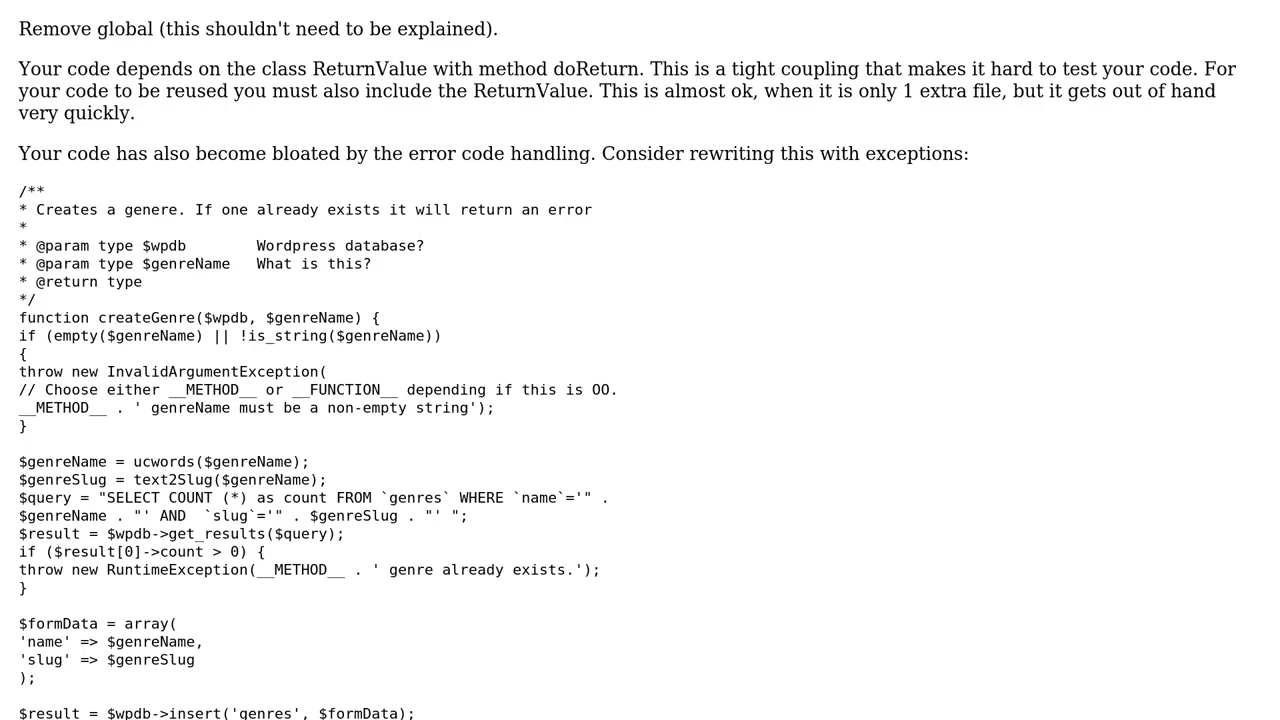 Remove global (this shouldn't need to be explained).
Your code depends on the class ReturnValue with method doReturn. This is a tight coupling that makes it hard to test your code. For
your code to be reused you must also include the ReturnValue. This is almost ok, when it is only 1 extra file, but it gets out of hand
very quickly.
Your code has also become bloated by the error code handling. Consider rewriting this with exceptions:
/**
* Creates a genere. If one already exists it will return an error
*
* @param type $wpdb        Wordpress database?
* @param type $genreName   What is this?
* @return type
*/
function createGenre($wpdb, $genreName) {
if (empty($genreName) || !is_string($genreName))
{
throw new InvalidArgumentException(
// Choose either __METHOD__ or __FUNCTION__ depending if this is OO.
__METHOD__ . ' genreName must be a non-empty string');
}
$genreName = ucwords($genreName);
$genreSlug = text2Slug($genreName);
$query = "SELECT COUNT (*) as count FROM `genres` WHERE `name`='" .
$genreName . "' AND  `slug`='" . $genreSlug . "' ";
$result = $wpdb->get_results($query);
if ($result[0]->count > 0) {
throw new RuntimeException(__METHOD__ . ' genre already exists.');
}
$formData = array(
'name' => $genreName,
'slug' => $genreSlug
);
$result = $wpdb->insert('genres', $formData);